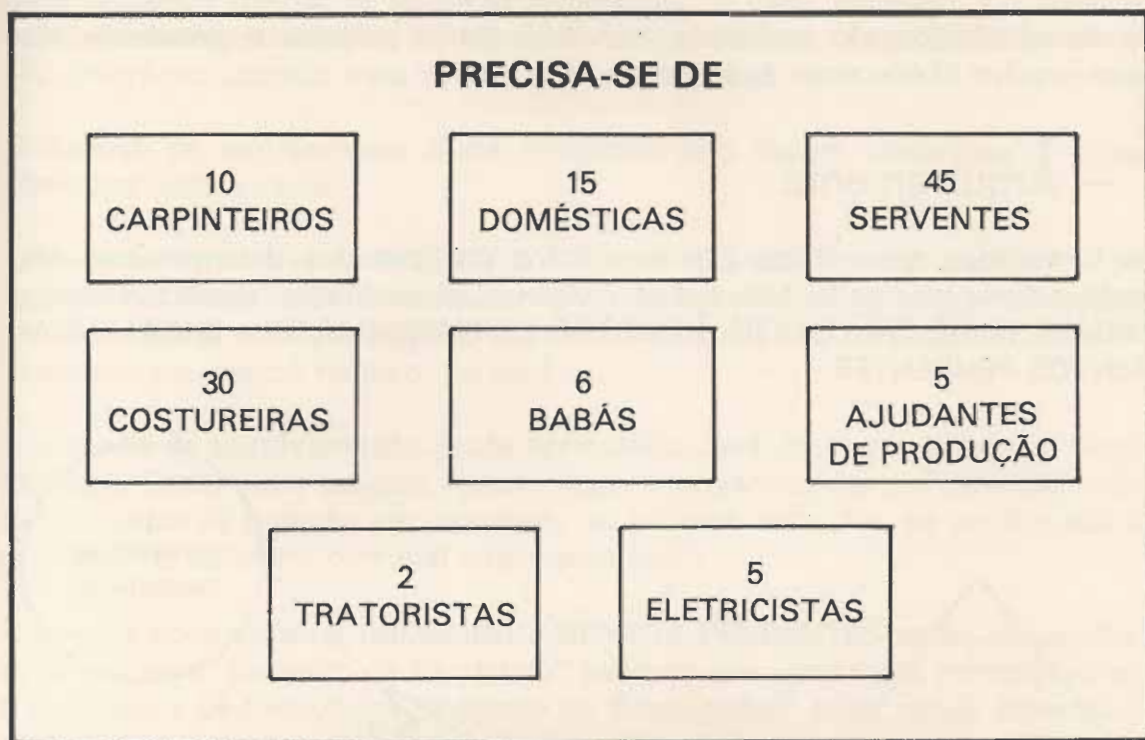 PRECISA-SE DE
10
CARPINTEIROS
15
DOMÉSTICAS
45
SERVENTES
30
COSTUREIRAS
6
BABÁS
5
AJUDANTES
DE PRODUÇÃO
2
TRATORISTAS
5
ELETRICISTAS